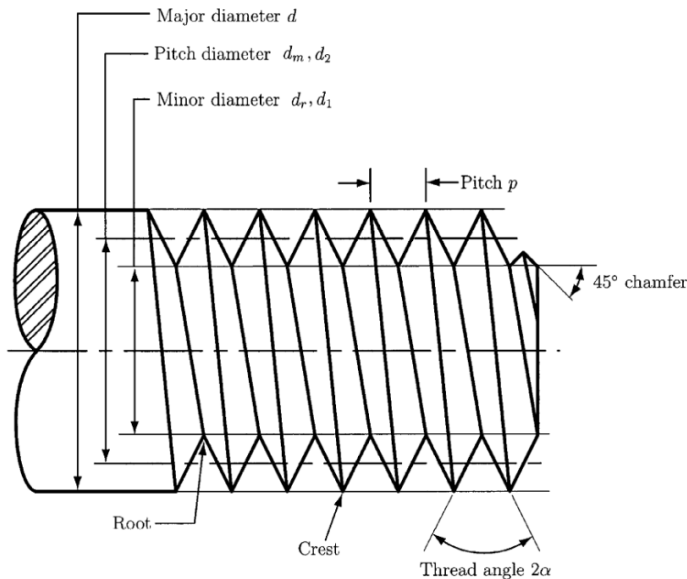 Major diameter d
Pitch diameter d_m, d_2
Minor diameter d_r, d_1
Pitch p
45° chamfer
Root
Crest
Thread angle 2α